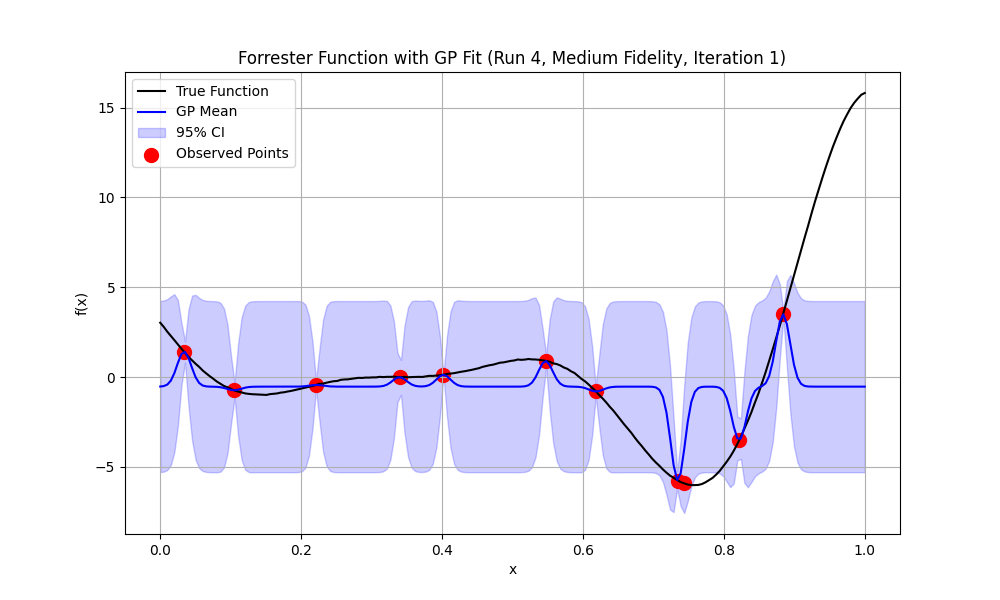 Forrester Function with GP Fit (Run 4, Medium Fidelity, Iteration 1)
True Function
GP Mean
95% CI
Observed Points
15
10
5
0
−5
f(x)
0.0
0.2
0.4
0.6
0.8
1.0
x